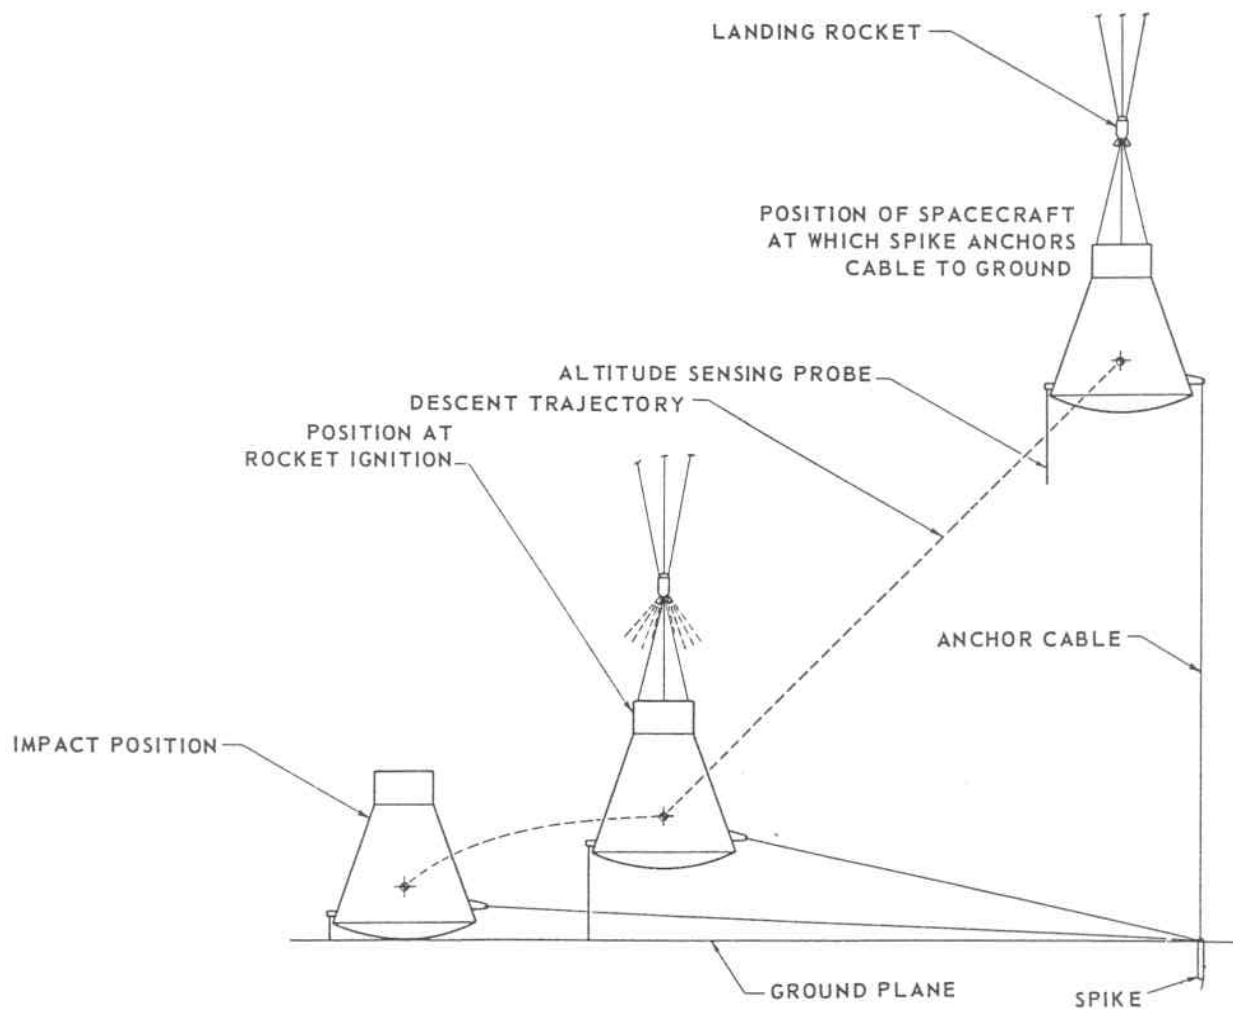 LANDING ROCKET
POSITION OF SPACECRAFT
AT WHICH SPIKE ANCHORS
CABLE TO GROUND
ALTITUDE SENSING PROBE
DESCENT TRAJECTORY
POSITION AT
ROCKET IGNITION
ANCHOR CABLE
IMPACT POSITION
GROUND PLANE
SPIKE